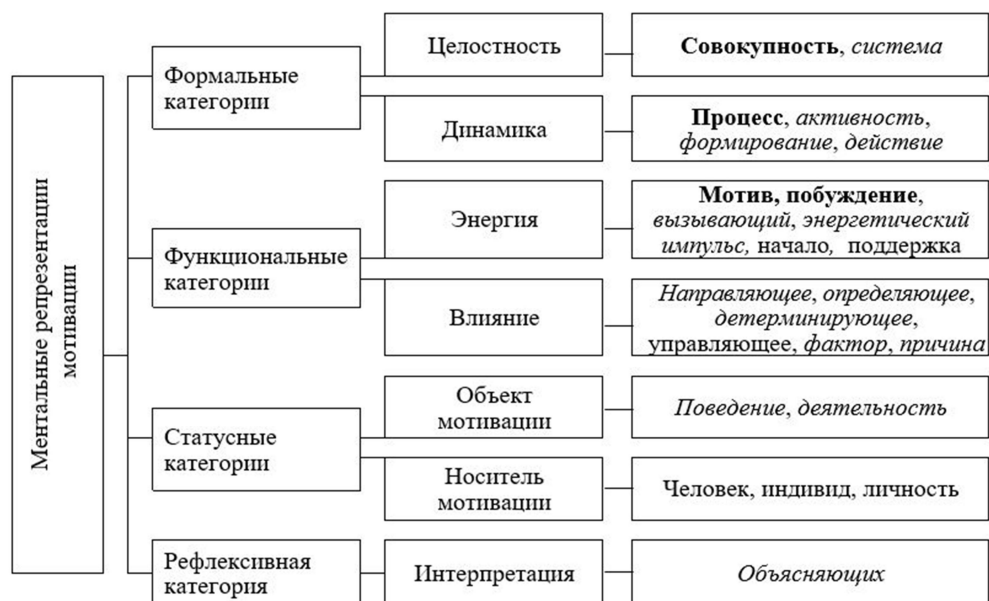 Ментальные репрезентации
мотивации
Формальные
категории
Целостность
Совокупность, система
Динамика
Процесс, активность,
формирование, действие
Функциональные
категории
Энергия
Мотив, побуждение,
вызывающий, энергетический
импульс, начало, поддержка
Влияние
Направляющее, определяющее,
детерминирующее,
управляющее, фактор, причина
Статусные
категории
Объект
мотивации
Поведение, деятельность
Носитель
мотивации
Человек, индивид, личность
Рефлексивная
категория
Интерпретация
Объясняющих